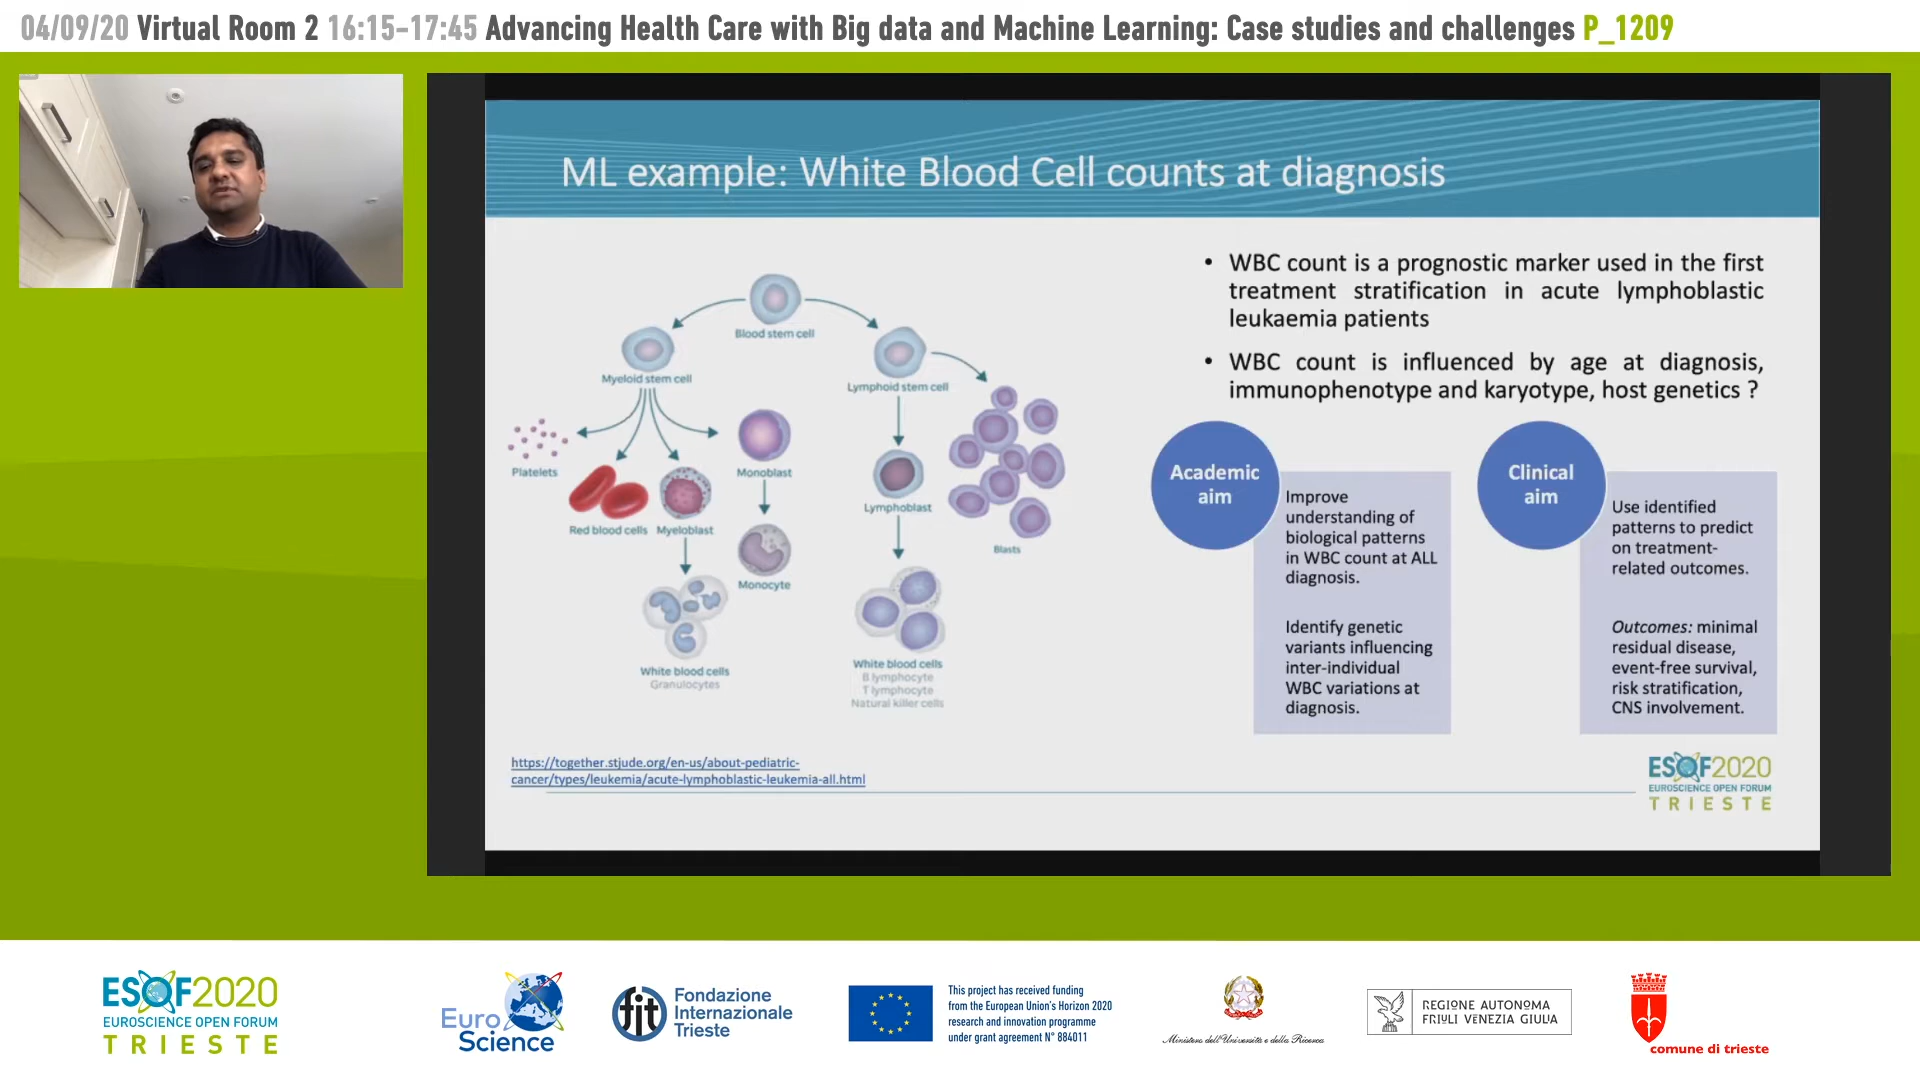 04/09/20 Virtual Room 2 16:15-17:45 Advancing Health Care with Big data and Machine Learning: Case studies and challenges P_1209
ML example: White Blood Cell counts at diagnosis
Blood stem cell
Myeloid stem cell
Lymphoid stem cell
Platelets
Red blood cells
Myeloblast
Monoblast
Monocyte
Lymphoblast
Blasts
White blood cells
Granulocytes
White blood cells
B lymphocyte
T lymphocyte
Natural killer cells
https://together.stjude.org/en-us/about-pediatric-
cancer/types/leukemia/acute-lymphoblastic-leukemia-all.html
• WBC count is a prognostic marker used in the first
treatment stratification in acute lymphoblastic
leukaemia patients
• WBC count is influenced by age at diagnosis,
immunophenotype and karyotype, host genetics ?
Academic
aim
Improve
understanding of
biological patterns
in WBC count at ALL
diagnosis.
Identify genetic
variants influencing
inter-individual
WBC variations at
diagnosis.
Clinical
aim
Use identified
patterns to predict
on treatment-
related outcomes.
Outcomes: minimal
residual disease,
event-free survival,
risk stratification,
CNS involvement.
ESOF2020
EUROSCIENCE OPEN FORUM
TRIESTE
ESOF2020
EUROSCIENCE OPEN FORUM
TRIESTE
Euro
Science
fit
Fondazione
Internazionale
Trieste
This project has received funding
from the European Union's Horizon 2020
research and innovation programme
under grant agreement N° 884011
Ministero dell'Università e della Ricerca
REGIONE AUTONOMA
FRIULI VENEZIA GIULIA
comune di trieste